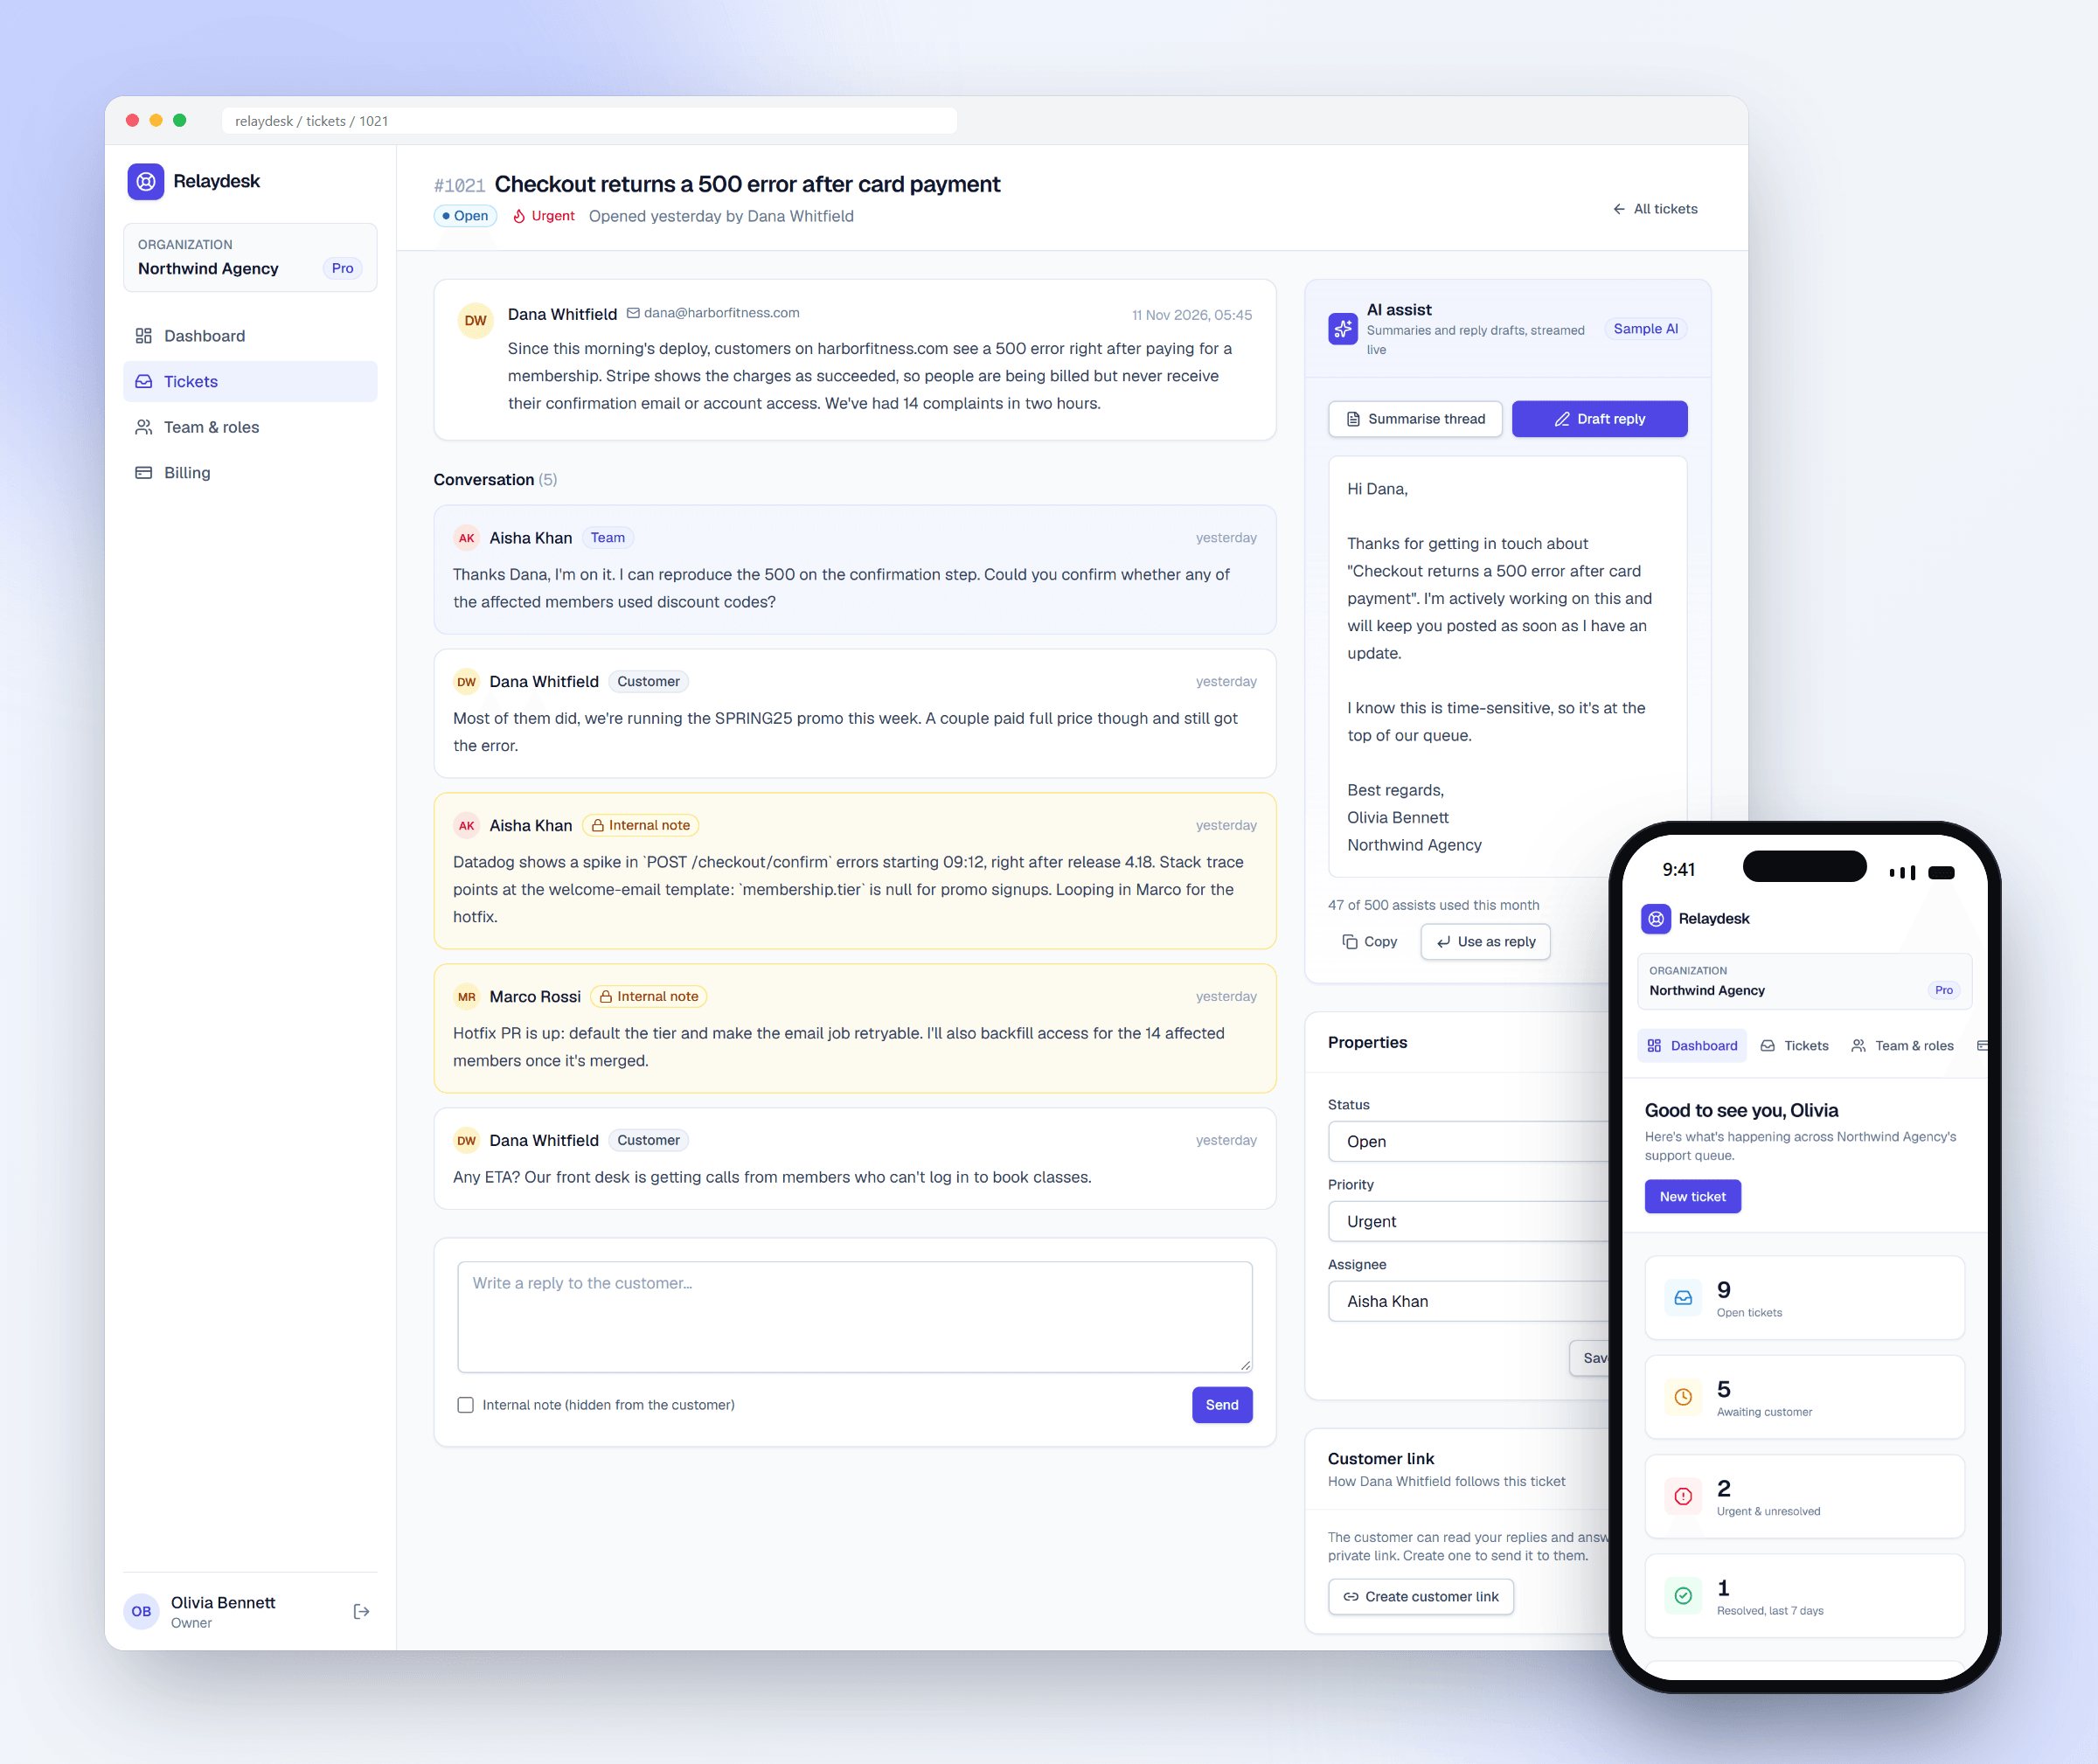 relaydesk / tickets / 1021
Relaydesk
ORGANIZATION
Northwind Agency
Pro
Dashboard
Tickets
Team & roles
Billing
Olivia Bennett
OB
Owner
#1021 Checkout returns a 500 error after card payment
Open
Urgent
Opened yesterday by Dana Whitfield
All tickets
DW
Dana Whitfield
dana@harborfitness.com
11 Nov 2026, 05:45
Since this morning's deploy, customers on harborfitness.com see a 500 error right after paying for a
membership. Stripe shows the charges as succeeded, so people are being billed but never receive
their confirmation email or account access. We've had 14 complaints in two hours.
Conversation (5)
AK
Aisha Khan
Team
yesterday
Thanks Dana, I'm on it. I can reproduce the 500 on the confirmation step. Could you confirm whether any of
the affected members used discount codes?
DW
Dana Whitfield
Customer
yesterday
Most of them did, we're running the SPRING25 promo this week. A couple paid full price though and still got
the error.
AK
Aisha Khan
Internal note
yesterday
Datadog shows a spike in `POST /checkout/confirm` errors starting 09:12, right after release 4.18. Stack trace
points at the welcome-email template: `membership.tier` is null for promo signups. Looping in Marco for the
hotfix.
MR
Marco Rossi
Internal note
yesterday
Hotfix PR is up: default the tier and make the email job retryable. I'll also backfill access for the 14 affected
members once it's merged.
DW
Dana Whitfield
Customer
yesterday
Any ETA? Our front desk is getting calls from members who can't log in to book classes.
Write a reply to the customer...
Internal note (hidden from the customer)
Send
AI assist
Summaries and reply drafts, streamed
live
Sample AI
Summarise thread
Draft reply
Hi Dana,
Thanks for getting in touch about
"Checkout returns a 500 error after card
payment". I'm actively working on this and
will keep you posted as soon as I have an
update.
I know this is time-sensitive, so it's at the
top of our queue.
Best regards,
Olivia Bennett
Northwind Agency
47 of 500 assists used this month
Copy
Use as reply
Properties
Status
Open
Priority
Urgent
Assignee
Aisha Khan
Sav
Customer link
How Dana Whitfield follows this ticket
The customer can read your replies and answ
private link. Create one to send it to them.
Create customer link
9:41
Relaydesk
ORGANIZATION
Northwind Agency
Pro
Dashboard
Tickets
Team & roles
Good to see you, Olivia
Here's what's happening across Northwind Agency's
support queue.
New ticket
9
Open tickets
5
Awaiting customer
2
Urgent & unresolved
1
Resolved, last 7 days